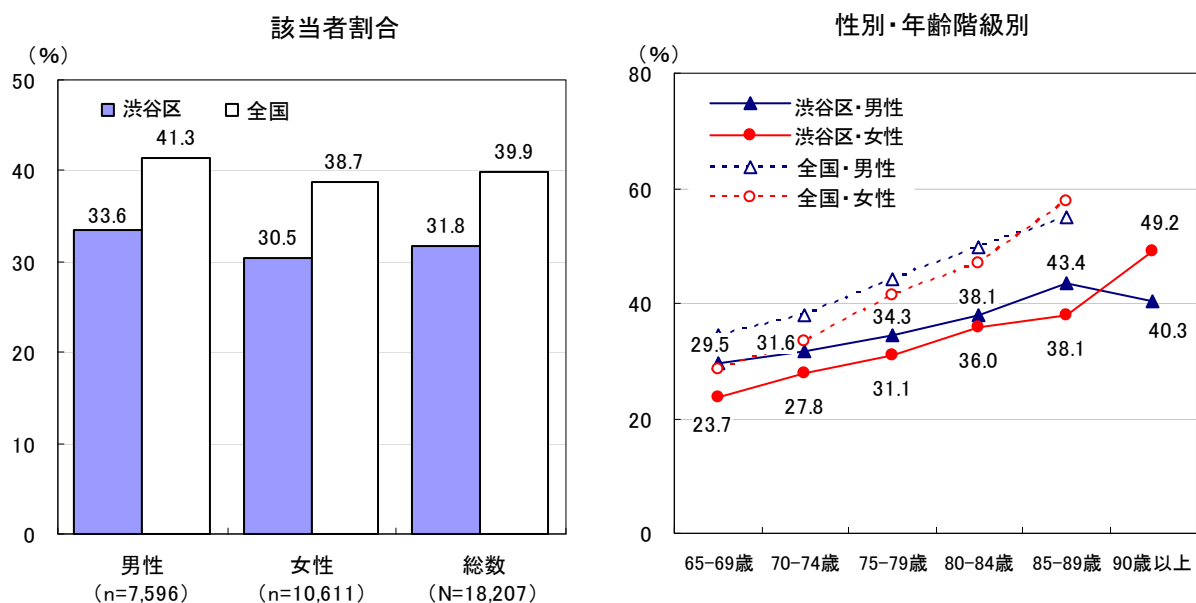 該当者割合
(%)
50
40
30
20
10
0
渋谷区
全国
33.6
41.3
30.5
38.7
31.8
39.9
男性
(n=7,596)
女性
(n=10,611)
総数
(N=18,207)
性別・年齢階級別
(%)
80
60
40
20
0
渋谷区・男性
渋谷区・女性
全国・男性
全国・女性
29.5
31.6
34.3
38.1
43.4
40.3
23.7
27.8
31.1
36.0
38.1
49.2
65-69歳
70-74歳
75-79歳
80-84歳
85-89歳
90歳以上